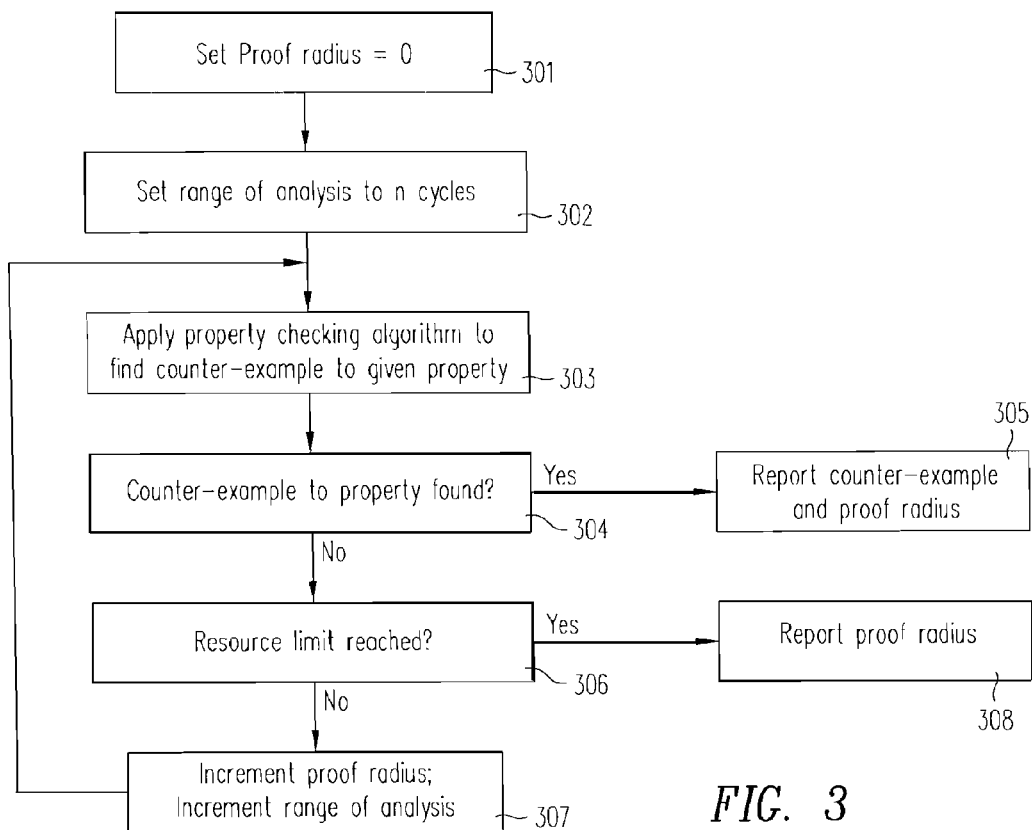 Set Proof radius = 0
301
Set range of analysis to n cycles
302
Apply property checking algorithm to
find counter-example to given property
303
Counter-example to property found?
304
Yes
305
Report counter-example
and proof radius
No
Resource limit reached?
306
Yes
Report proof radius
308
No
Increment proof radius;
Increment range of analysis
307
FIG. 3